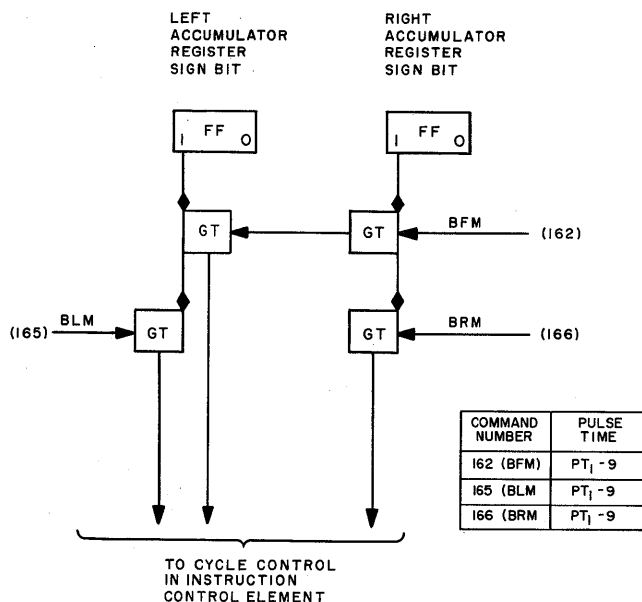 LEFT
ACCUMULATOR
REGISTER
SIGN BIT
RIGHT
ACCUMULATOR
REGISTER
SIGN BIT
1 FF 0
1 FF 0
GT
GT
BFM
(162)
(165)
BLM
GT
GT
BRM
(166)
COMMAND
NUMBER
PULSE
TIME
162 (BFM) PT1 -9
165 (BLM PT1 -9
166 (BRM PT1 -9
TO CYCLE CONTROL
IN INSTRUCTION
CONTROL ELEMENT